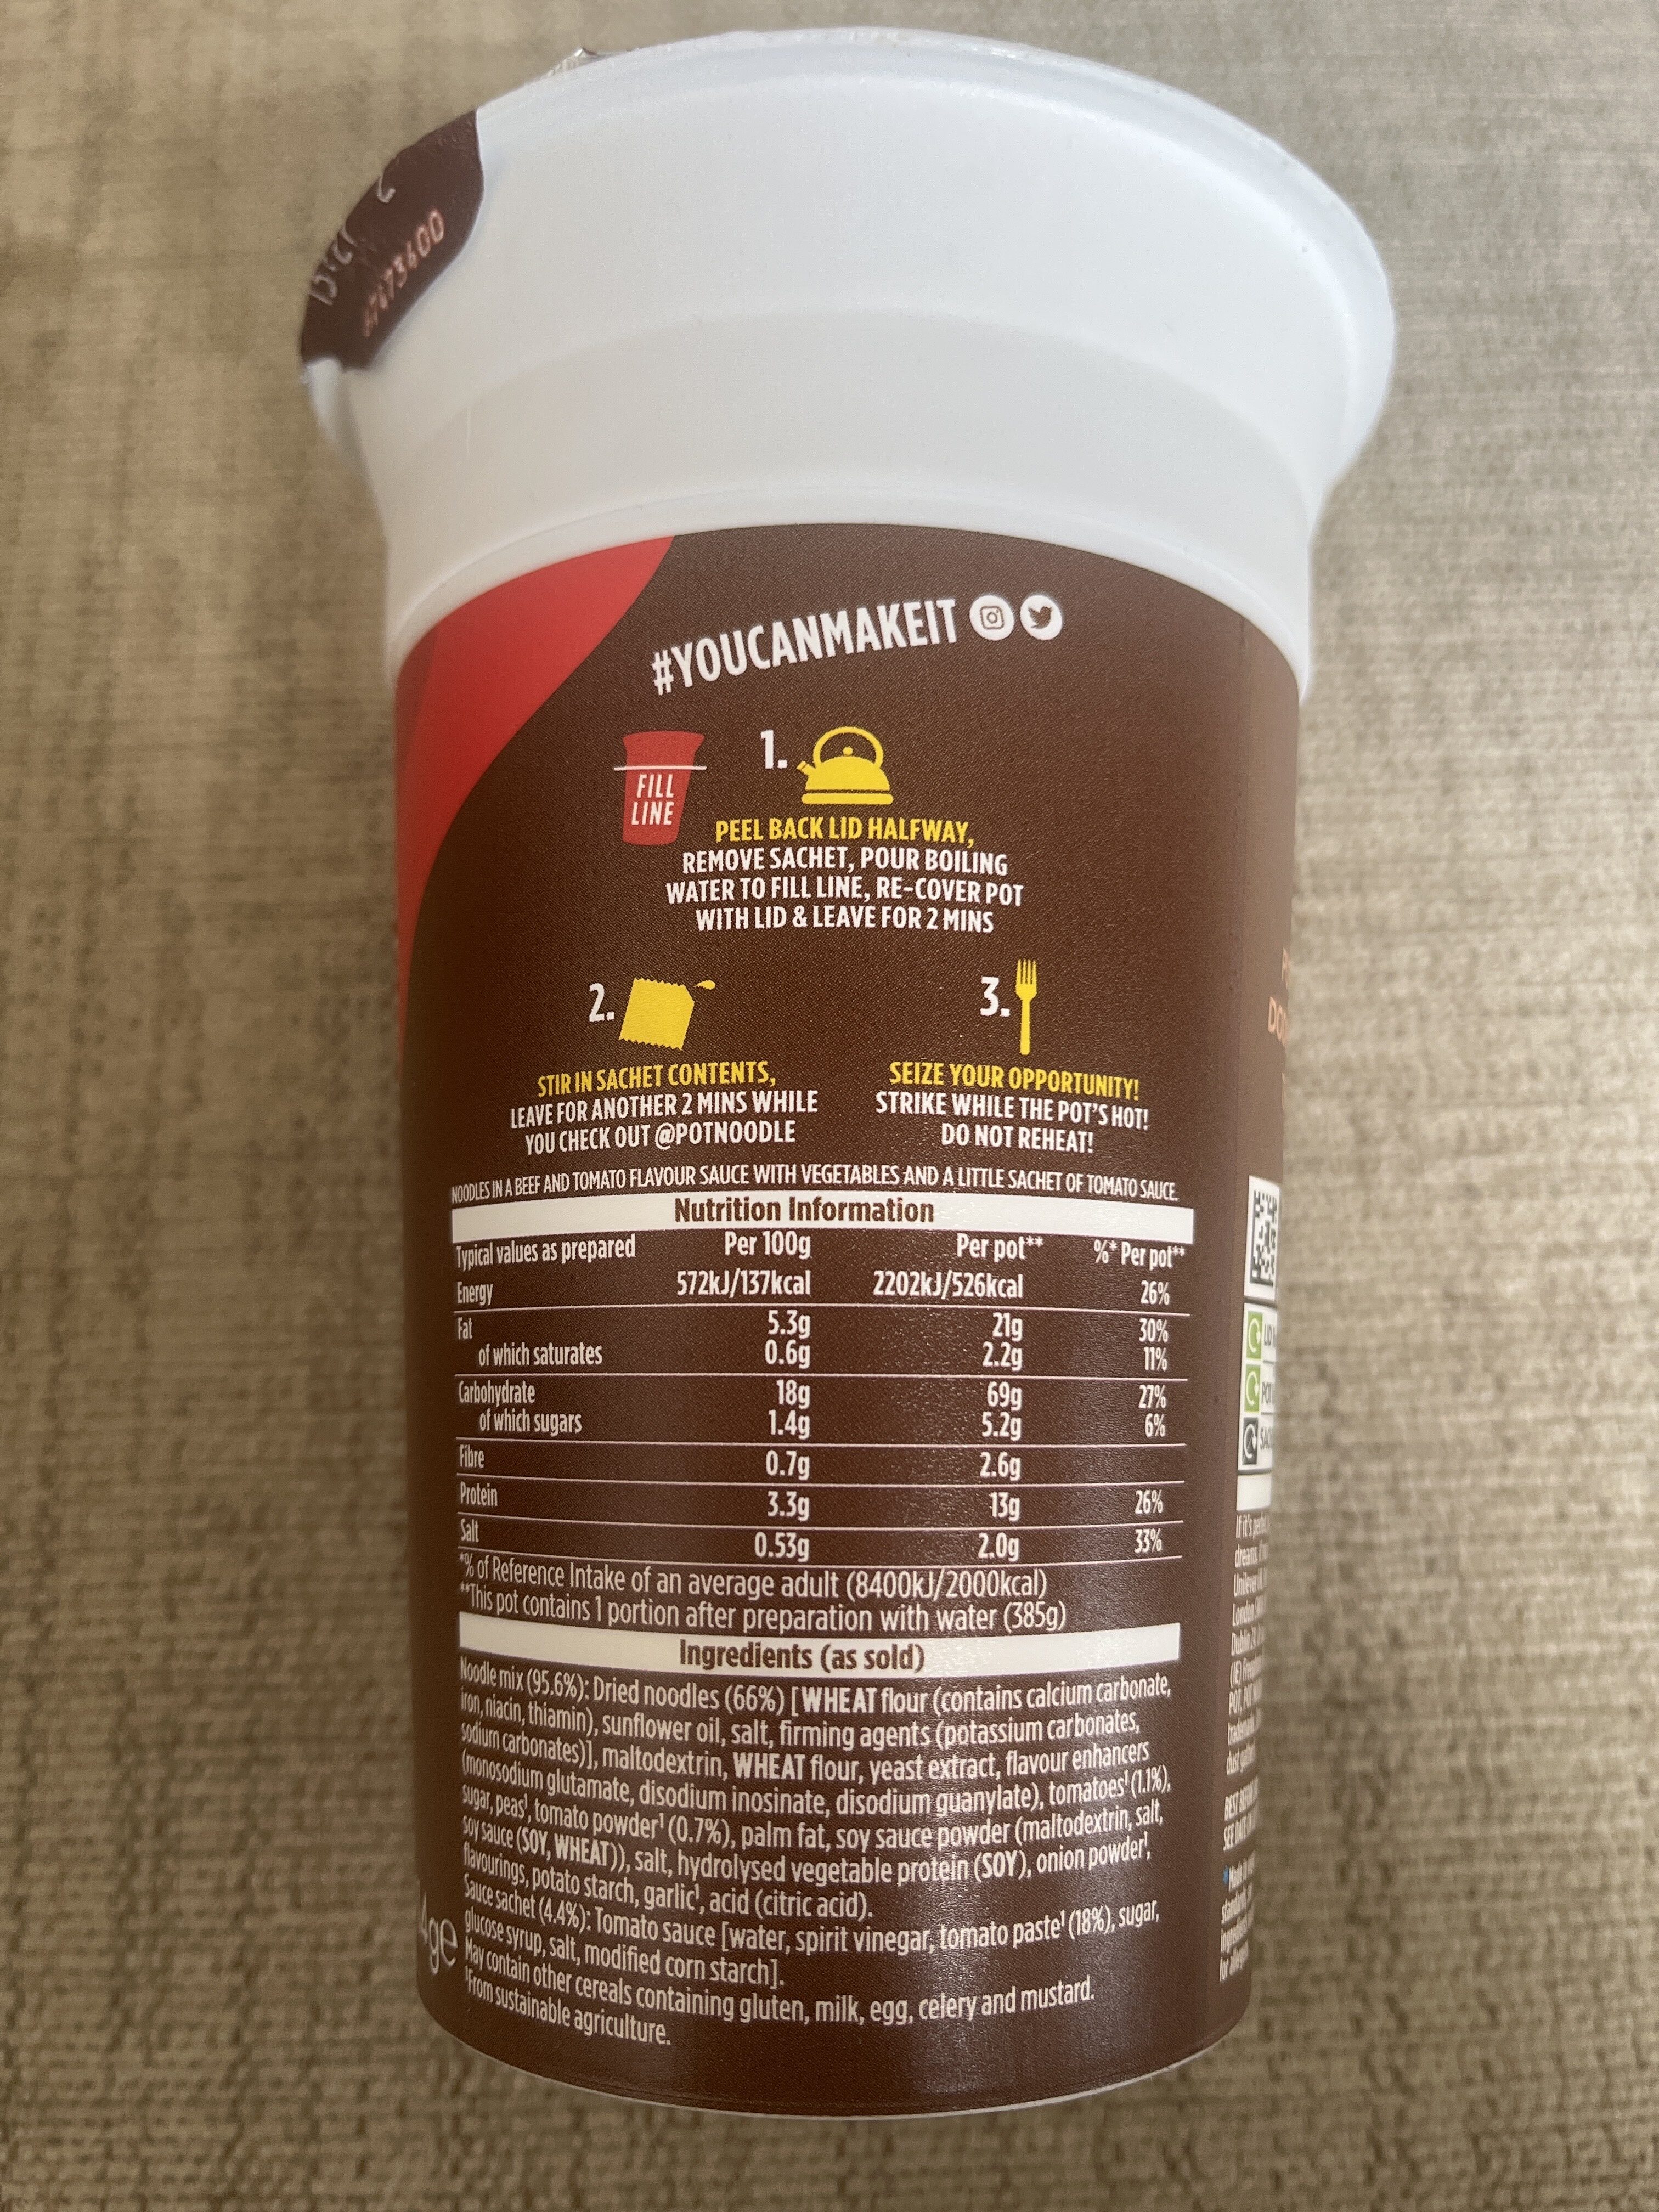 #YOUCANMAKEIT
FILL
LINE
1.
PEEL BACK LID HALFWAY,
REMOVE SACHET, POUR BOILING
WATER TO FILL LINE, RE-COVER POT
WITH LID & LEAVE FOR 2 MINS
2.
STIR IN SACHET CONTENTS,
LEAVE FOR ANOTHER 2 MINS WHILE
YOU CHECK OUT @POTNOODLE
3.
SEIZE YOUR OPPORTUNITY!
STRIKE WHILE THE POT'S HOT!
DO NOT REHEAT!
NOODLES IN A BEEF AND TOMATO FLAVOUR SAUCE WITH VEGETABLES AND A LITTLE SACHET OF TOMATO SAUCE.
Nutrition Information
Typical values as prepared Per 100g Per pot** %* Per pot**
Energy 572kJ/137kcal 2202kJ/526kcal 26%
Fat 5.3g 21g 30%
of which saturates 0.6g 2.2g 11%
Carbohydrate 18g 69g 27%
of which sugars 1.4g 5.2g 6%
Fibre 0.7g 2.6g
Protein 3.3g 13g 26%
Salt 0.53g 2.0g 33%
*% of Reference Intake of an average adult (8400kJ/2000kcal)
**This pot contains 1 portion after preparation with water (385g)
Ingredients (as sold)
Noodle mix (95.6%): Dried noodles (66%) [WHEAT flour (contains calcium carbonate,
iron, niacin, thiamin), sunflower oil, salt, firming agents (potassium carbonates,
sodium carbonates)], maltodextrin, WHEAT flour, yeast extract, flavour enhancers
(monosodium glutamate, disodium inosinate, disodium guanylate), tomatoes¹ (1.1%),
sugar, peas¹, tomato powder¹ (0.7%), palm fat, soy sauce powder (maltodextrin, salt,
soy sauce (SOY, WHEAT)), salt, hydrolysed vegetable protein (SOY), onion powder¹,
flavourings, potato starch, garlic¹, acid (citric acid).
Sauce sachet (4.4%): Tomato sauce [water, spirit vinegar, tomato paste¹ (18%), sugar,
glucose syrup, salt, modified corn starch].
May contain other cereals containing gluten, milk, egg, celery and mustard.
¹From sustainable agriculture.
4ge
LID
POT
If it's
dreams.
Unilever
London
Dublin
(IE)
POT
BEST